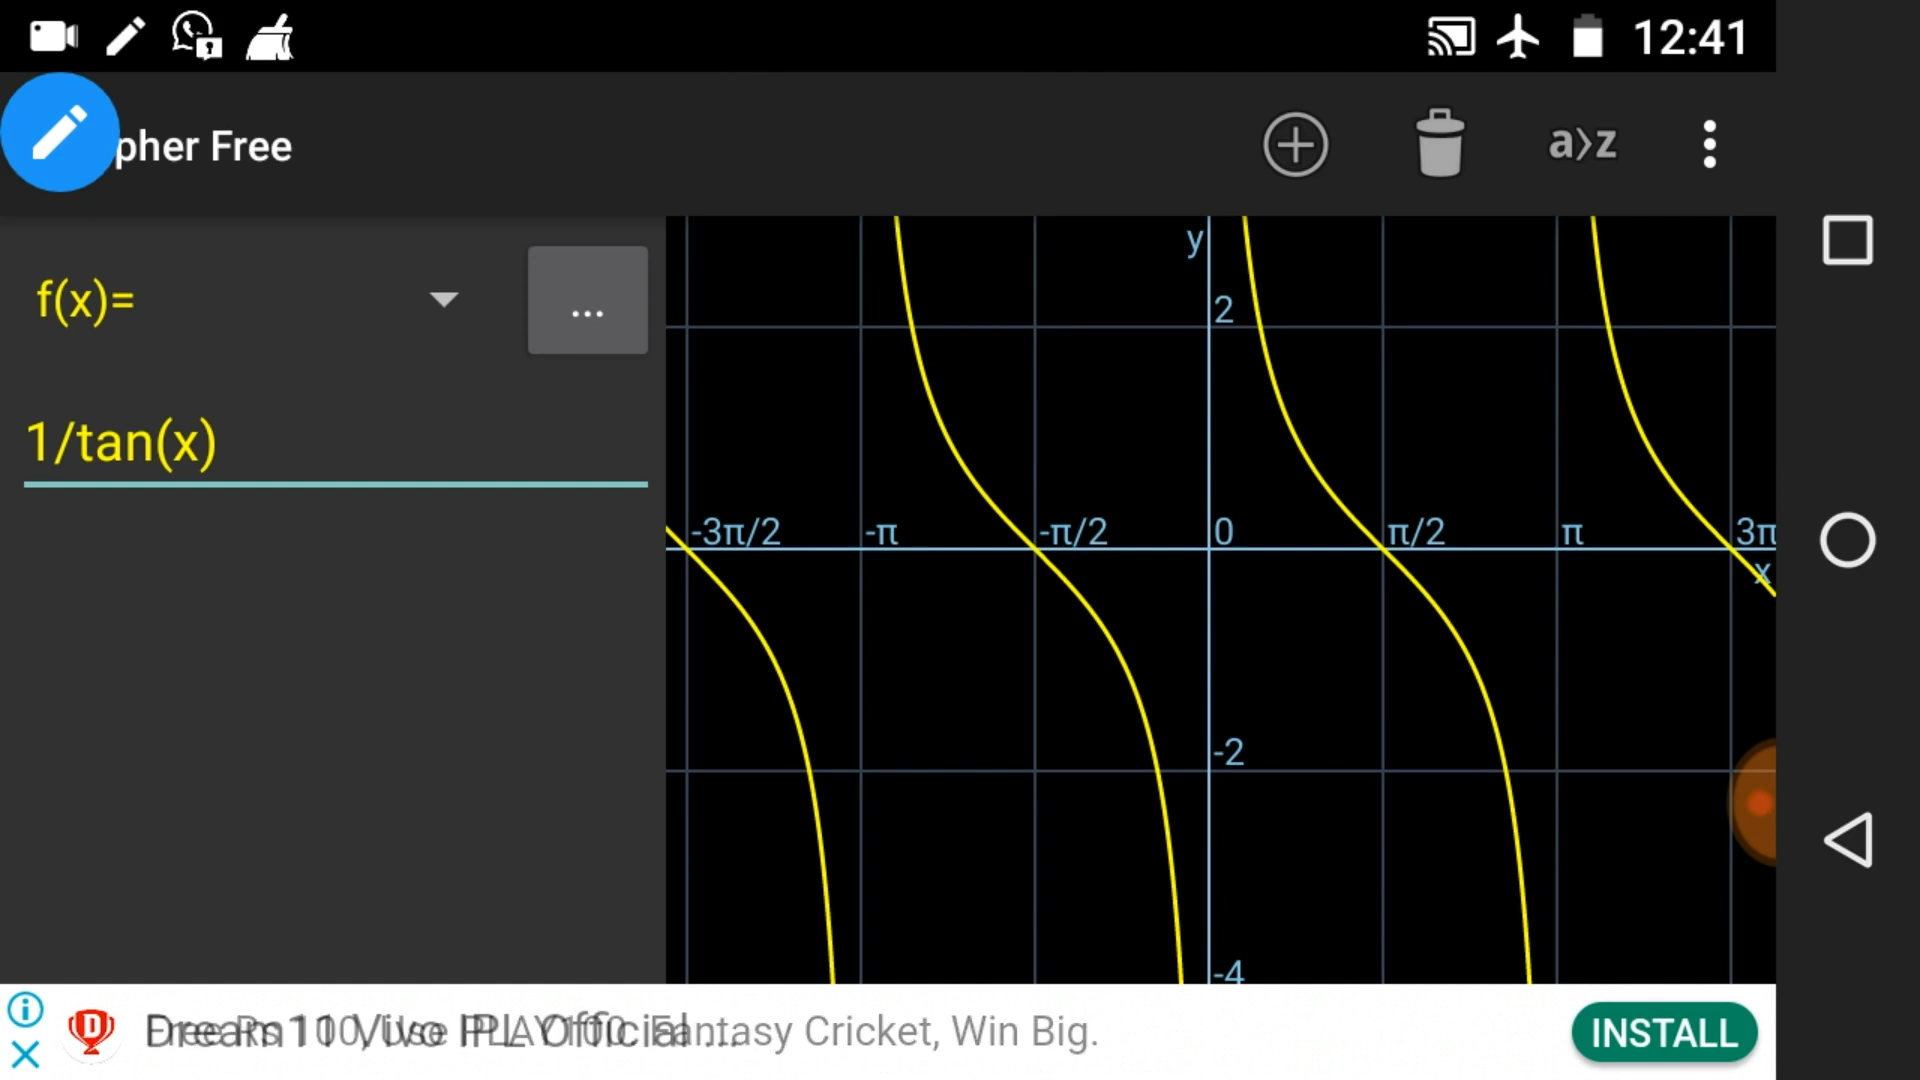 12:41
pher Free
a>z
f(x)=
...
1/tan(x)
y
2
-3π/2 -π -π/2 0 π/2 π 3π
x
-2
-4
Fantasy Cricket, Win Big.
INSTALL